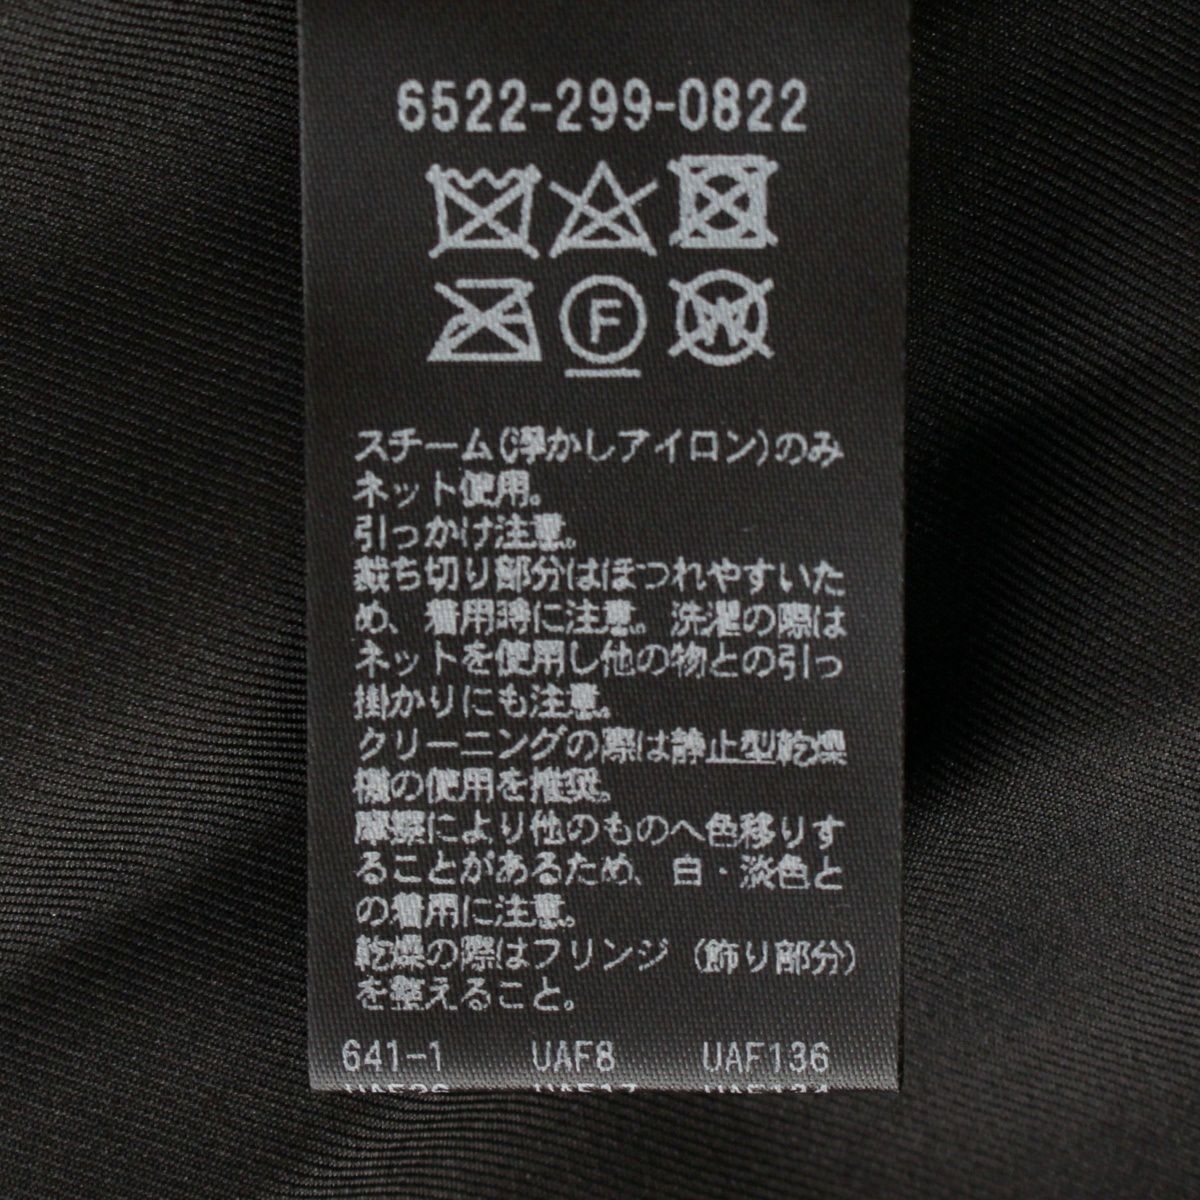 6522-299-0822
F
W
スチーム(浮かしアイロン)のみ
ネット使用。
引っかけ注意。
裁ち切り部分はほつれやすいた
め、着用時に注意。洗濯の際は
ネットを使用し他の物との引っ
掛かりにも注意。
クリーニングの際は静止型乾燥
機の使用を推奨。
摩擦により他のものへ色移りす
ることがあるため、白・淡色と
の着用に注意。
乾燥の際はフリンジ(飾り部分)
を整えること。
641-1 UAF8 UAF136